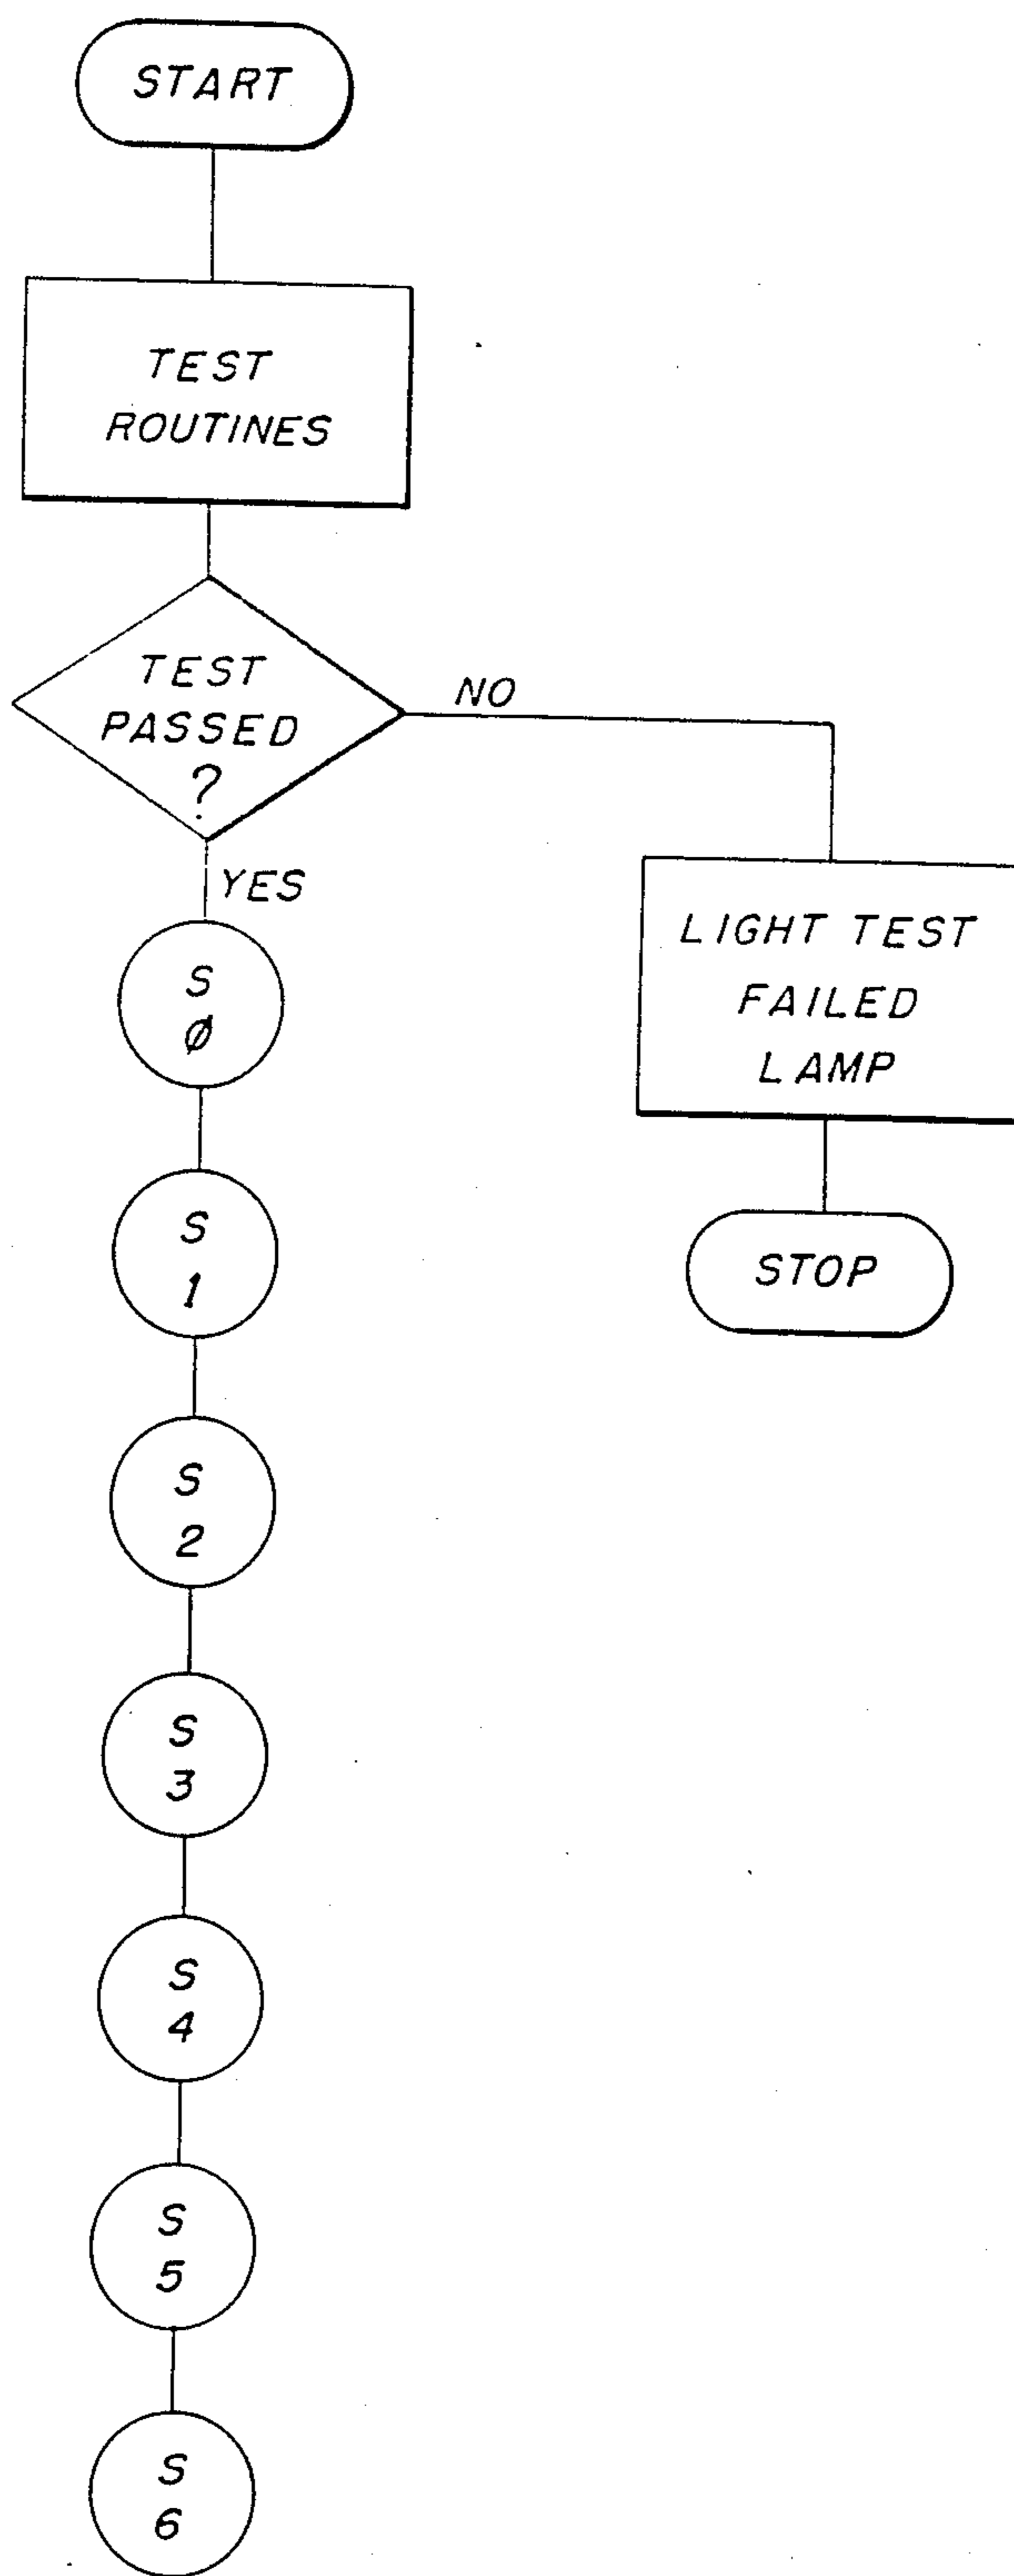 START
TEST
ROUTINES
TEST
PASSED
?
NO
YES
LIGHT TEST
FAILED
LAMP
STOP
S
Ø
S
1
S
2
S
3
S
4
S
5
S
6